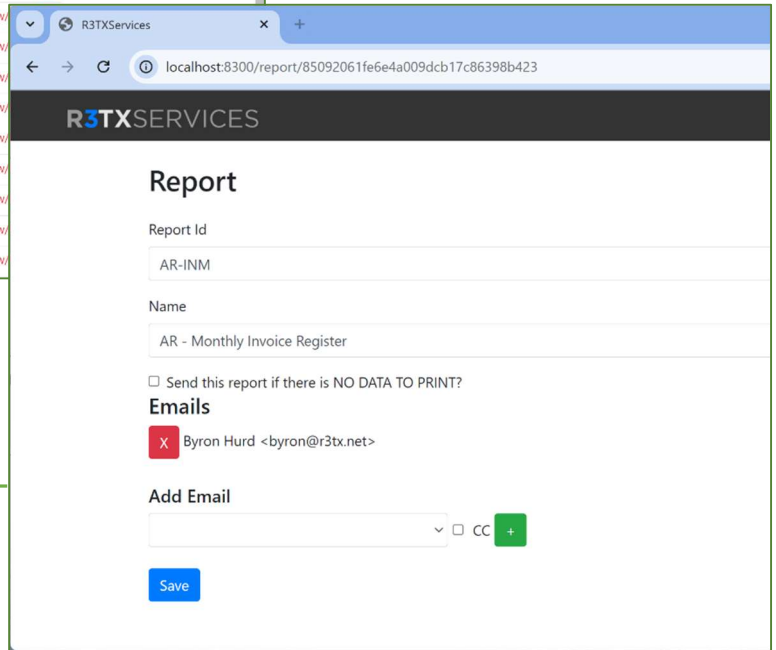 R3TXServices
localhost:8300/report/85092061fe6e4a009dcb17c86398b423
R3TXSERVICES
Report
Report Id
AR-INM
Name
AR - Monthly Invoice Register
Send this report if there is NO DATA TO PRINT?
Emails
X Byron Hurd <byron@r3tx.net>
Add Email
CC +
Save